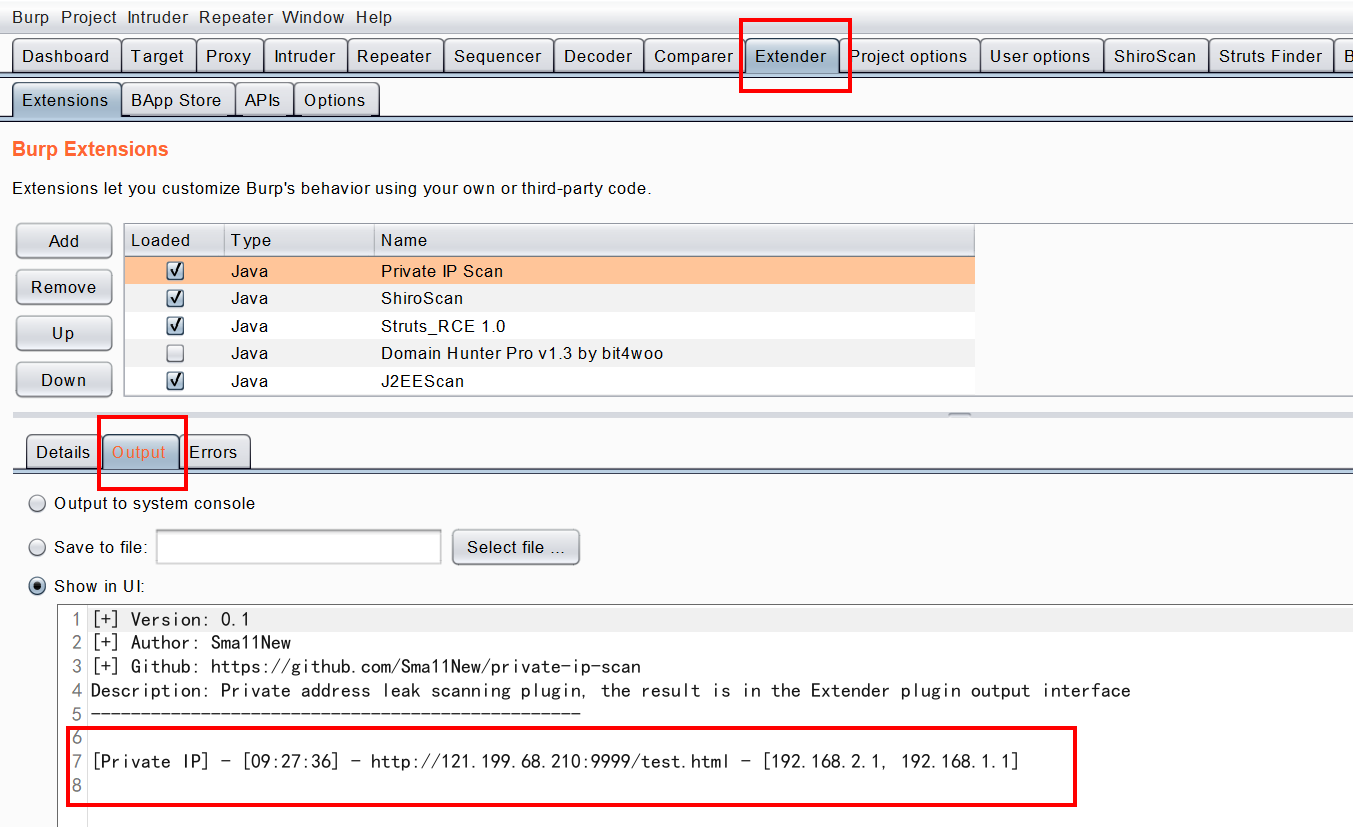 Burp Project Intruder Repeater Window Help
Dashboard Target Proxy Intruder Repeater Sequencer Decoder Comparer Extender Project options User options ShiroScan Struts Finder B
Extensions BApp Store APIs Options
Burp Extensions
Extensions let you customize Burp's behavior using your own or third-party code.
Add
Remove
Up
Down
Loaded Type Name
Java Private IP Scan
Java ShiroScan
Java Struts_RCE 1.0
Java Domain Hunter Pro v1.3 by bit4woo
Java J2EEScan
Details Output Errors
Output to system console
Save to file: Select file ...
Show in UI:
1 [+] Version: 0.1
2 [+] Author: Sma11New
3 [+] Github: https://github.com/Sma11New/private-ip-scan
4 Description: Private address leak scanning plugin, the result is in the Extender plugin output interface
5 -------------------------------------------------
6
7 [Private IP] - [09:27:36] - http://121.199.68.210:9999/test.html - [192.168.2.1, 192.168.1.1]
8